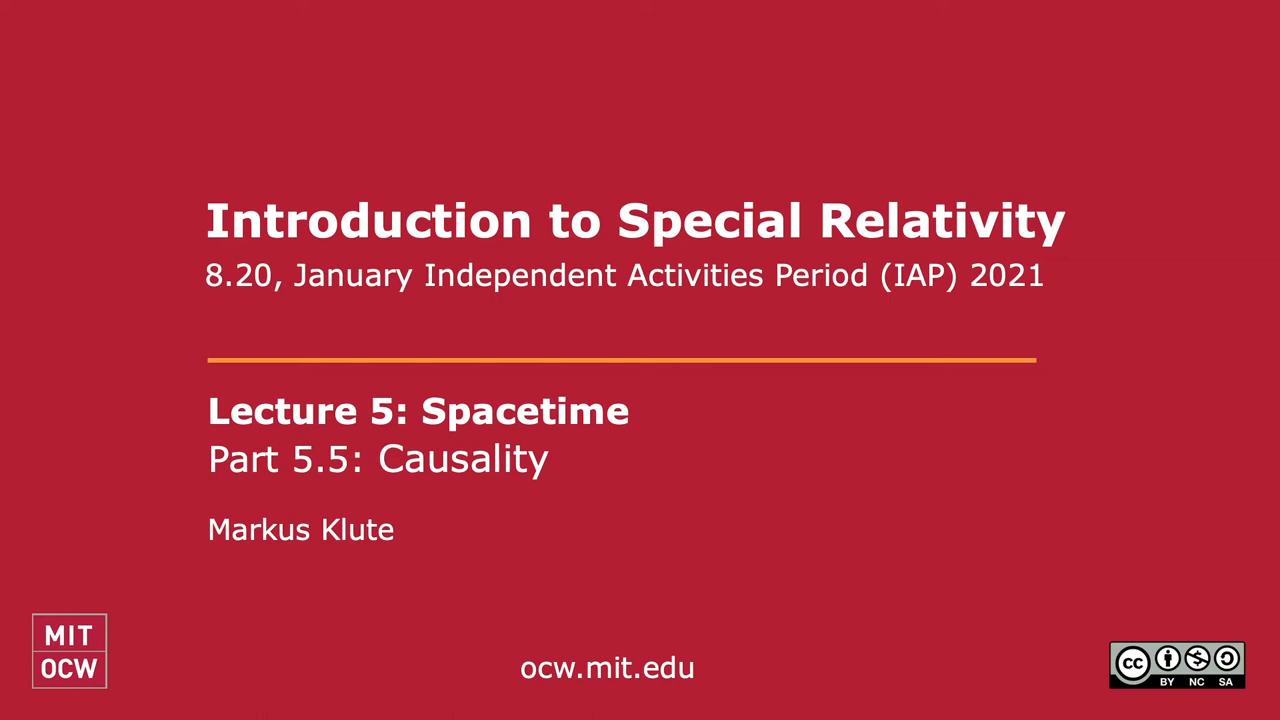 Introduction to Special Relativity
8.20, January Independent Activities Period (IAP) 2021
Lecture 5: Spacetime
Part 5.5: Causality
Markus Klute
MIT
OCW
ocw.mit.edu
cc
BY NC SA